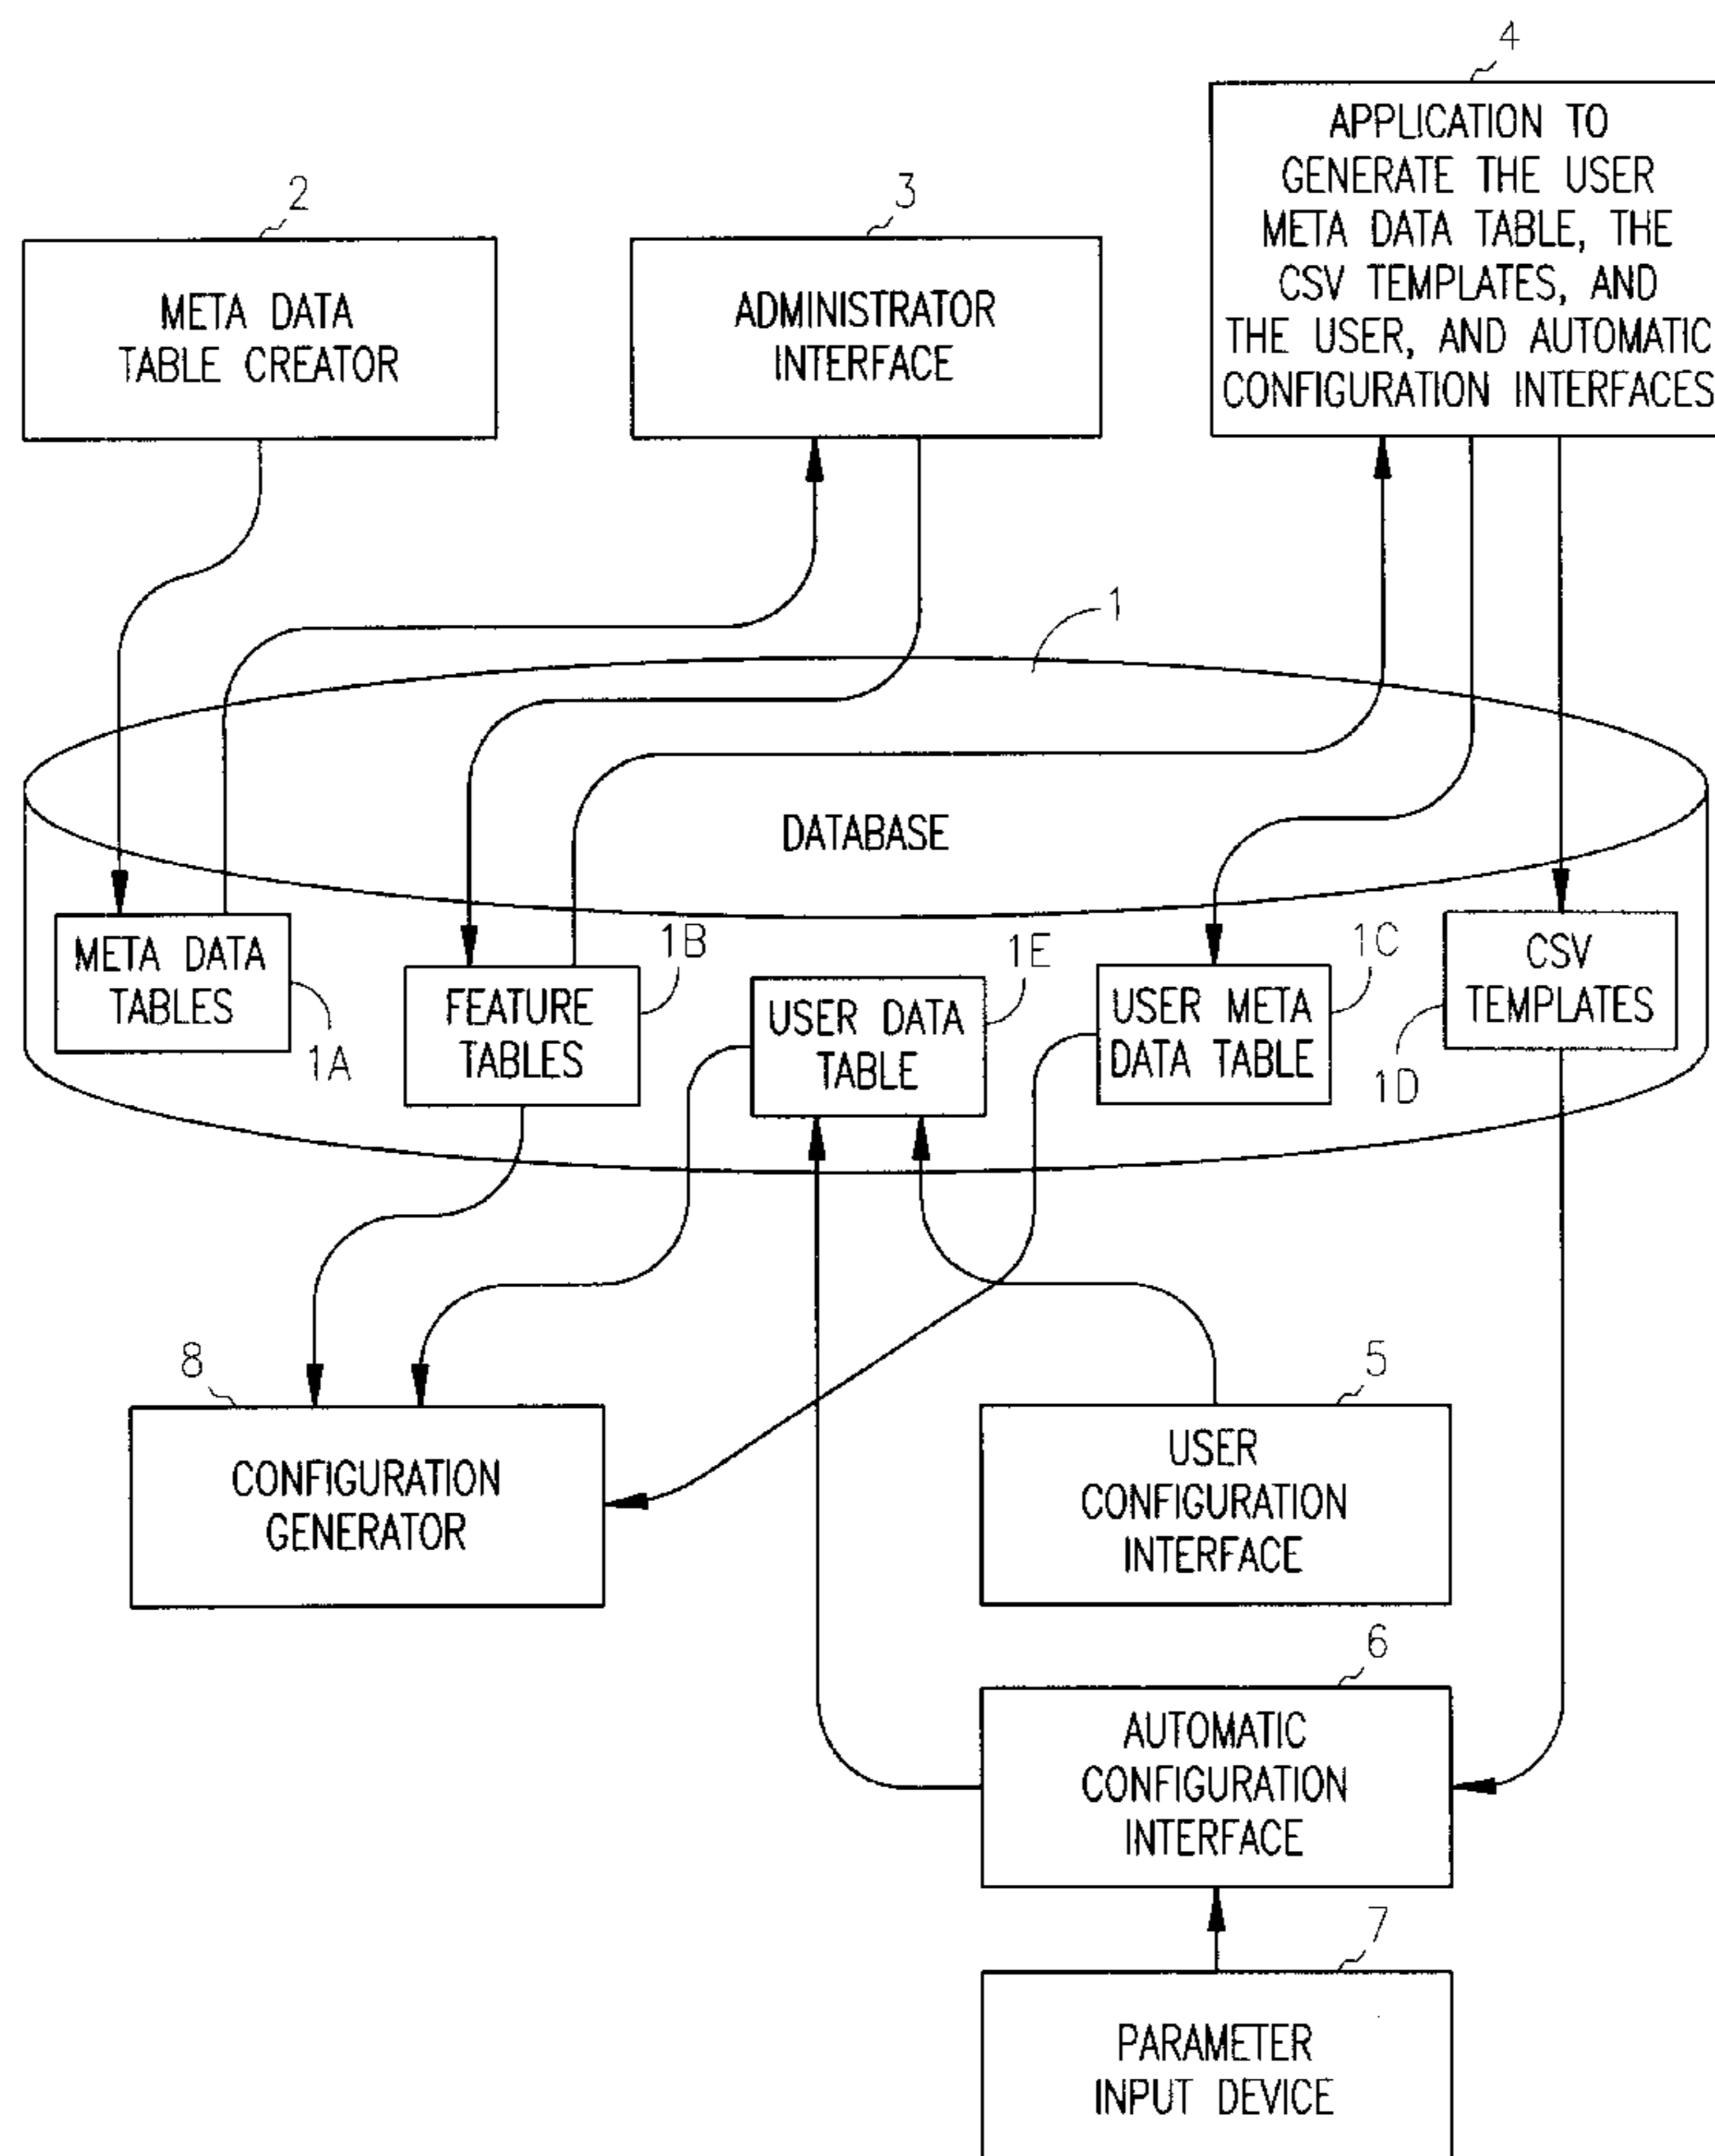 4
APPLICATION TO
GENERATE THE USER
META DATA TABLE, THE
CSV TEMPLATES, AND
THE USER, AND AUTOMATIC
CONFIGURATION INTERFACES
2
META DATA
TABLE CREATOR
3
ADMINISTRATOR
INTERFACE
1
DATABASE
META DATA
TABLES
1A
FEATURE
TABLES
1B
USER DATA
TABLE
1E
USER META
DATA TABLE
1C
CSV
TEMPLATES
1D
8
CONFIGURATION
GENERATOR
5
USER
CONFIGURATION
INTERFACE
6
AUTOMATIC
CONFIGURATION
INTERFACE
7
PARAMETER
INPUT DEVICE